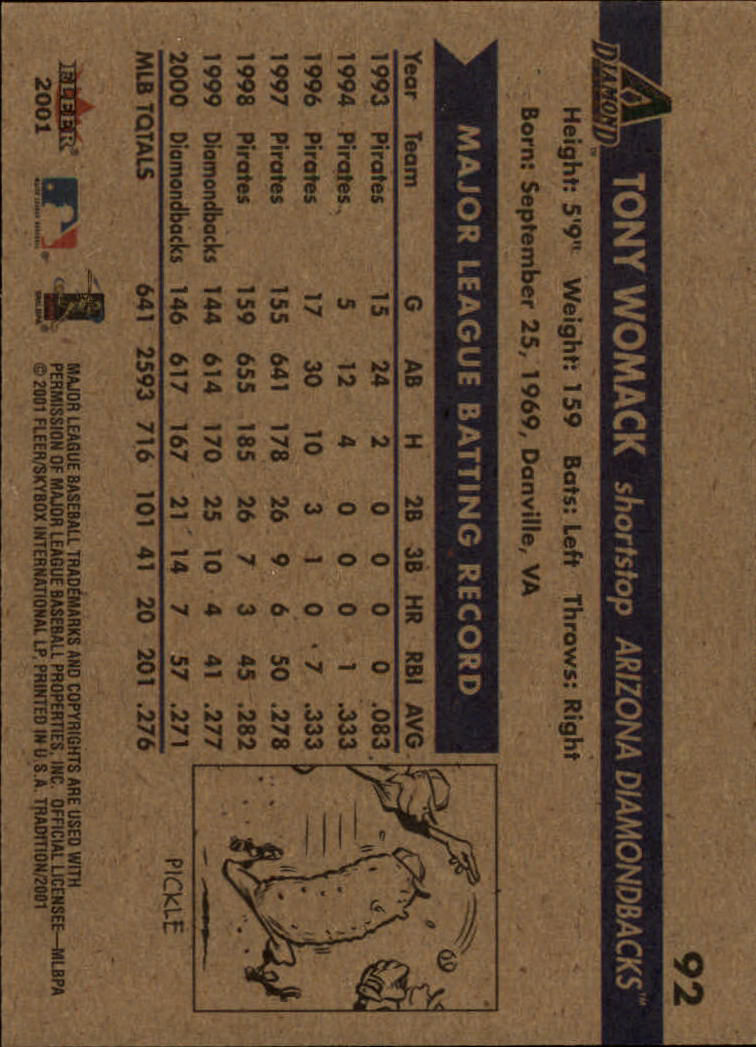 92
DIAMOND™
TONY WOMACK shortstop ARIZONA DIAMONDBACKS™
Height: 5'9" Weight: 159 Bats: Left Throws: Right
Born: September 25, 1969, Danville, VA
MAJOR LEAGUE BATTING RECORD
Year Team G AB H 2B 3B HR RBI AVG
1993 Pirates 15 24 2 0 0 0 0 .083
1994 Pirates 5 12 4 0 0 0 1 .333
1996 Pirates 17 30 10 3 1 0 7 .333
1997 Pirates 155 641 178 26 9 6 50 .278
1998 Pirates 159 655 185 26 7 3 45 .282
1999 Diamondbacks 144 614 170 25 10 4 41 .277
2000 Diamondbacks 146 617 167 21 14 7 57 .271
MLB TOTALS 641 2593 716 101 41 20 201 .276
PICKLE
FLEER®
2001
MAJOR LEAGUE BASEBALL TRADEMARKS AND COPYRIGHTS ARE USED WITH
PERMISSION OF MAJOR LEAGUE BASEBALL PROPERTIES, INC. OFFICIAL LICENSEE—MLBPA
© 2001 FLEER/SKYBOX INTERNATIONAL LP, PRINTED IN U.S.A. TRADITION/2001